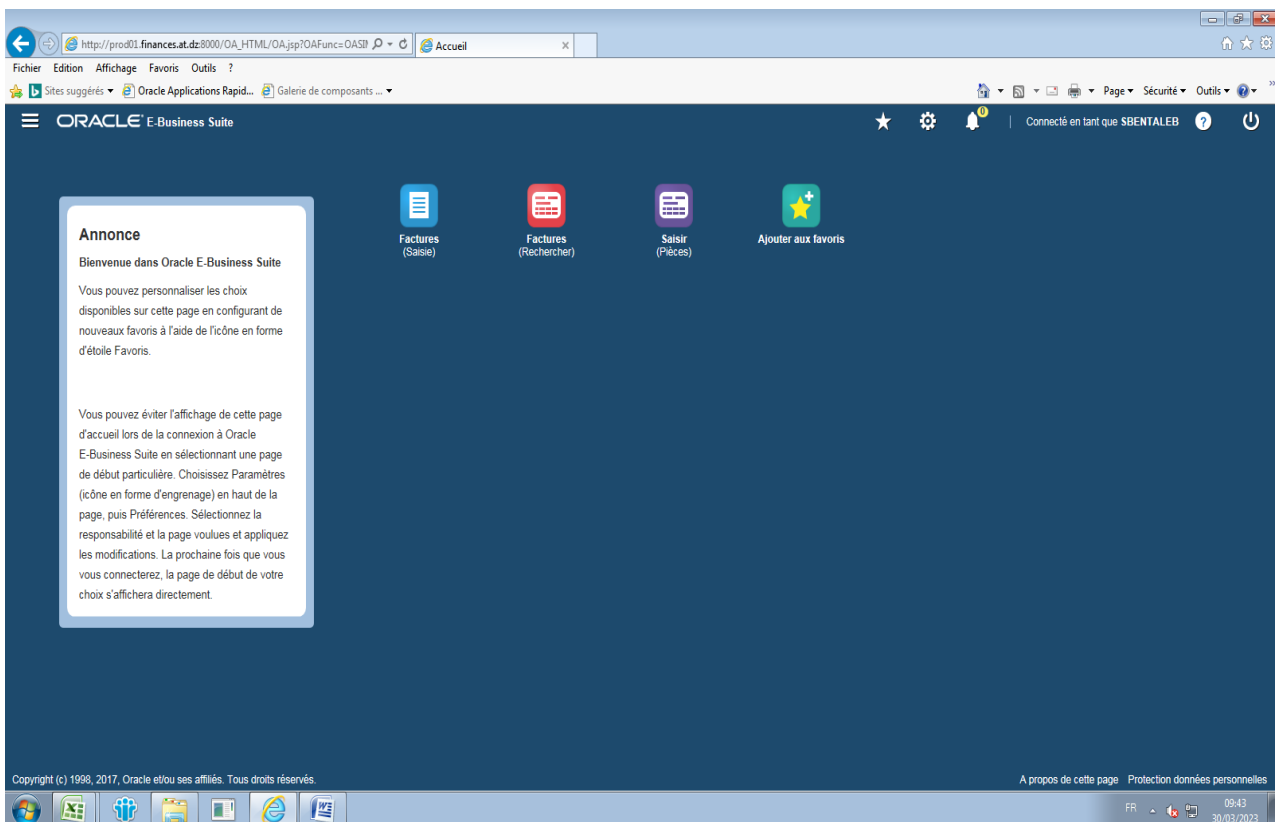 http://prod01.finances.at.dz:8000/OA_HTML/OA.jsp?OAFunc=OASI
Accueil
Fichier Edition Affichage Favoris Outils ?
Sites suggérés Oracle Applications Rapid... Galerie de composants ...
Page Sécurité Outils
ORACLE E-Business Suite
0
Connecté en tant que SBENTALEB
Annonce
Bienvenue dans Oracle E-Business Suite
Vous pouvez personnaliser les choix
disponibles sur cette page en configurant de
nouveaux favoris à l'aide de l'icône en forme
d'étoile Favoris.
Vous pouvez éviter l'affichage de cette page
d'accueil lors de la connexion à Oracle
E-Business Suite en sélectionnant une page
de début particulière. Choisissez Paramètres
(icône en forme d'engrenage) en haut de la
page, puis Préférences. Sélectionnez la
responsabilité et la page voulues et appliquez
les modifications. La prochaine fois que vous
vous connecterez, la page de début de votre
choix s'affichera directement.
Factures
(Saisie)
Factures
(Rechercher)
Saisir
(Pièces)
Ajouter aux favoris
Copyright (c) 1998, 2017, Oracle et/ou ses affiliés. Tous droits réservés.
A propos de cette page Protection données personnelles
FR
09:43
30/03/2023